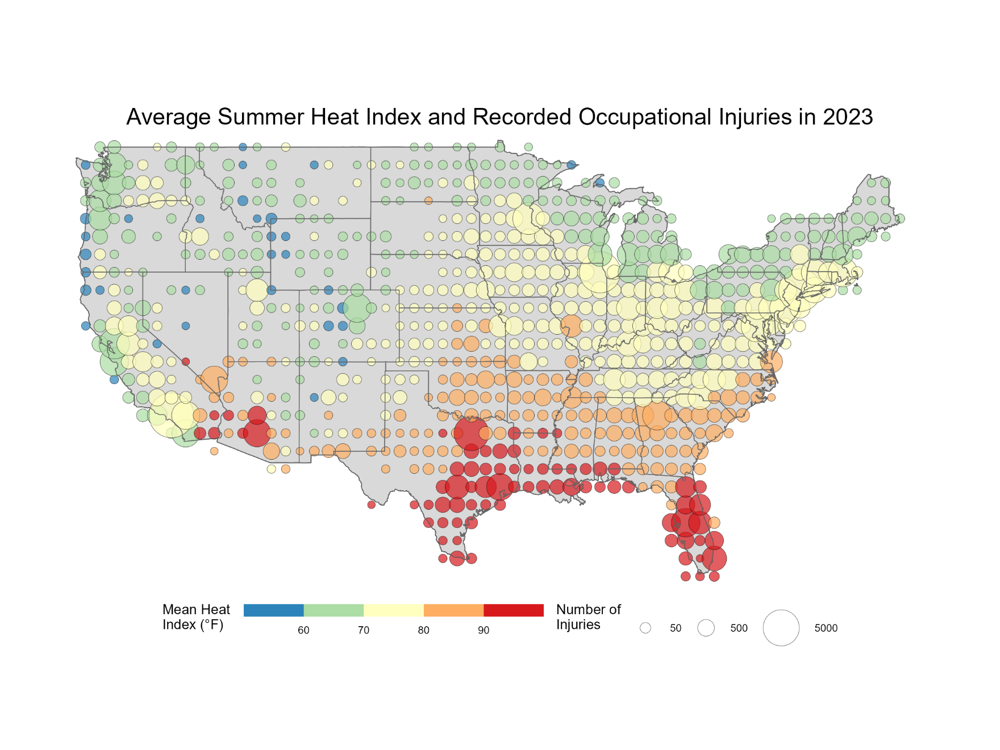 Average Summer Heat Index and Recorded Occupational Injuries in 2023
Mean Heat
Index (°F)
60 70 80 90
Number of
Injuries
50 500 5000